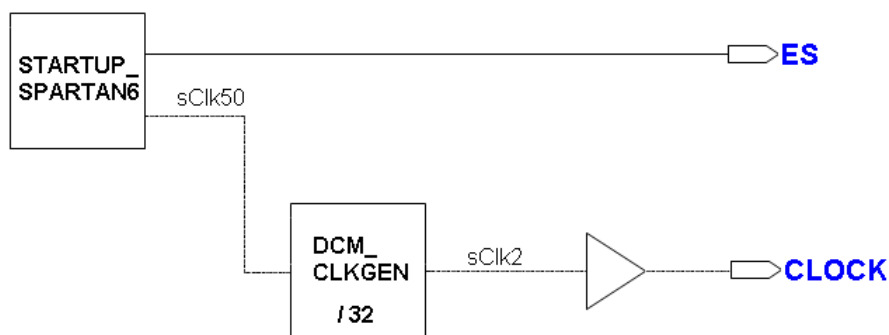 STARTUP_
SPARTAN6
ES
sClk50
DCM_
CLKGEN
/ 32
sClk2
CLOCK